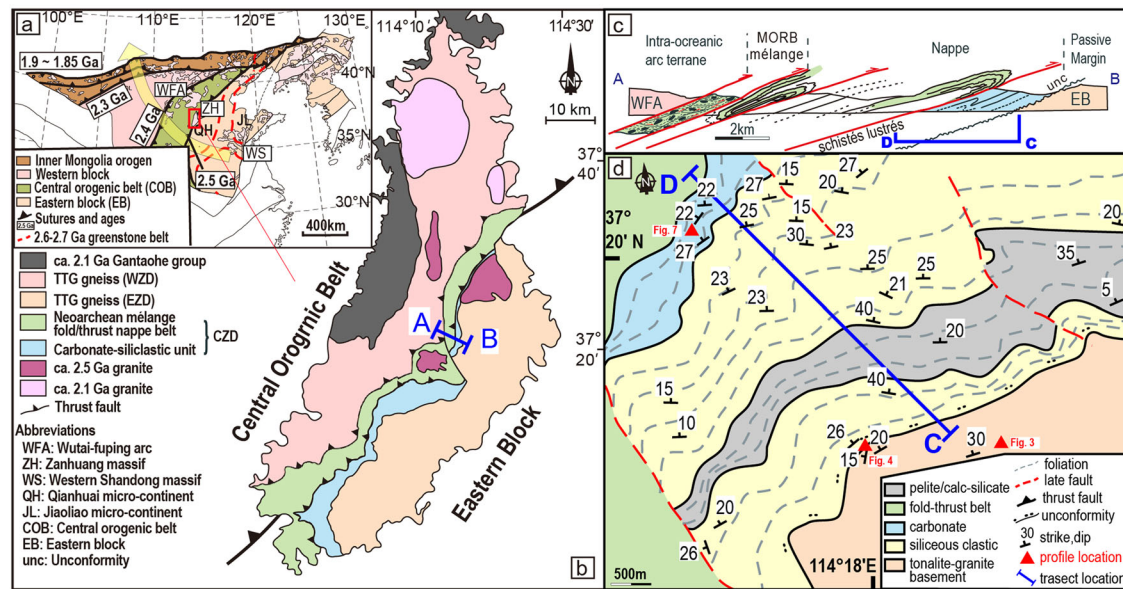 a
100°E
110°E
120°E
130°E
1.9 ~ 1.85 Ga
2.3 Ga
2.4 Ga
2.5 Ga
WFA
ZH
QH
JL
WS
40°N
35°N
400km
Inner Mongolia orogen
Western block
Central orogenic belt (COB)
Eastern block (EB)
Sutures and ages
2.5 Ga
2.6-2.7 Ga greenstone belt
ca. 2.1 Ga Gantaohe group
TTG gneiss (WZD)
TTG gneiss (EZD)
Neoarchean mélange
fold/thrust nappe belt
CZD
Carbonate-siliclastic unit
ca. 2.5 Ga granite
ca. 2.1 Ga granite
Thrust fault
Abbreviations
WFA: Wutai-fuping arc
ZH: Zanhuang massif
WS: Western Shandong massif
QH: Qianhuai micro-continent
JL: Jiaoliao micro-continent
COB: Central orogenic belt
EB: Eastern block
unc: Unconformity
114°10'
114°30'
N
10 km
37°
40'
37°
20'
Central Orogrnic Belt
A
B
Eastern Block
b
c
Intra-oceanic
arc terrane
MORB
mélange
Nappe
Passive
Margin
A
B
WFA
2km
schistés lustrés
unc
EB
D
C
d
N
D
37°
20' N
Fig. 7
22
22
27
27
25
15
30
23
27
20
20
25
25
21
35
5
23
23
40
20
40
15
10
26
20
15
Fig. 4
C
30
Fig. 3
20
26
114°18'E
500m
pelite/calc-silicate
fold-thrust belt
carbonate
siliceous clastic
tonalite-granite
basement
foliation
late fault
thrust fault
unconformity
30
strike,dip
profile location
trasect location